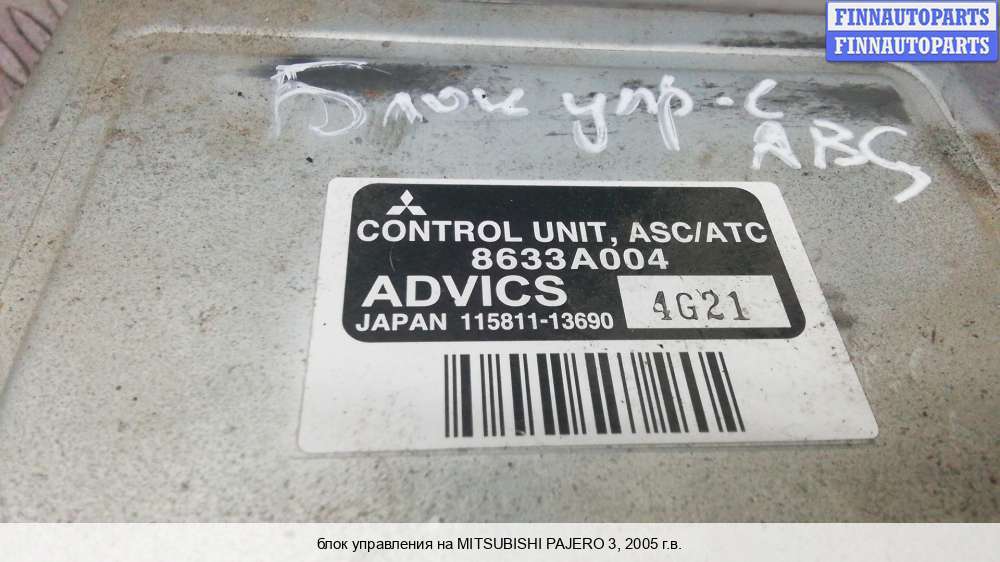 FINNAUTOPARTS
FINNAUTOPARTS
Блок упр-с
ABS
CONTROL UNIT, ASC/ATC
8633A004
ADVICS
4G21
JAPAN 115811-13690
блок управления на MITSUBISHI PAJERO 3, 2005 г.в.